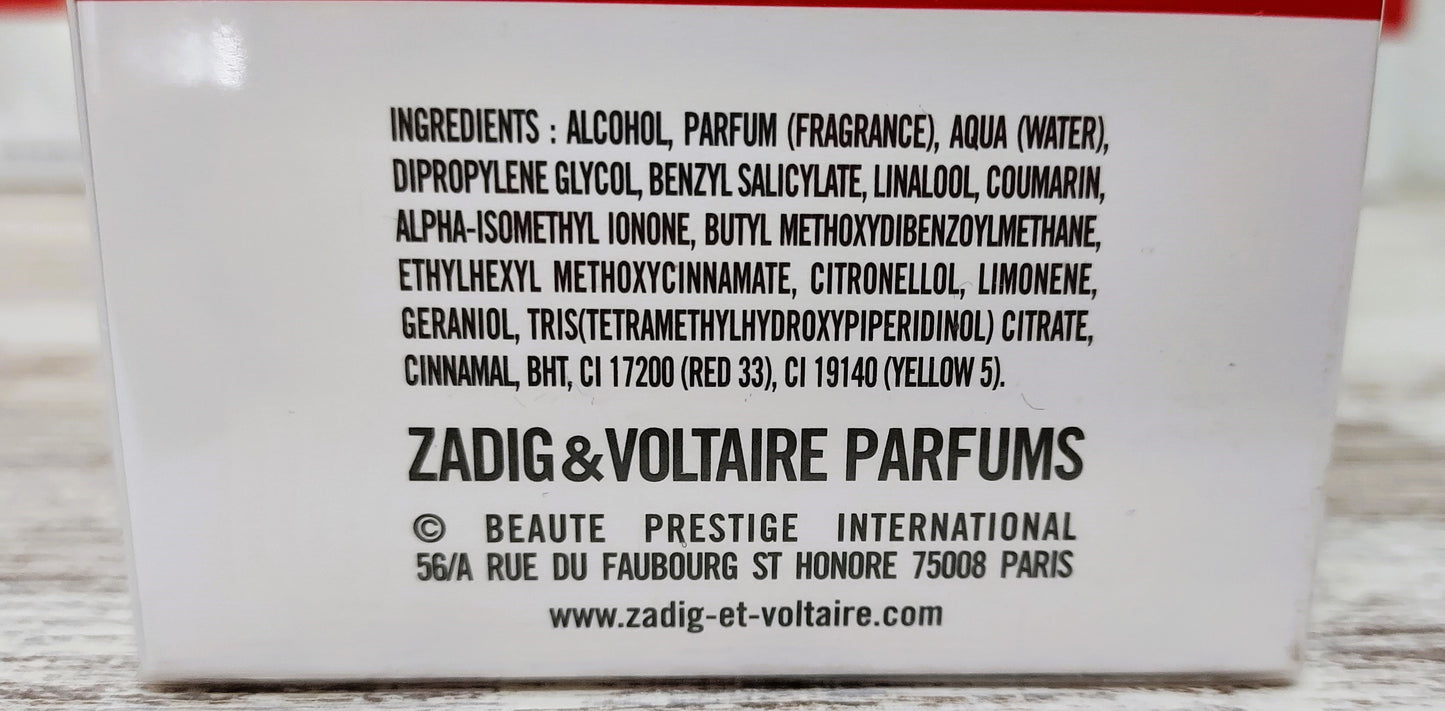 INGREDIENTS : ALCOHOL, PARFUM (FRAGRANCE), AQUA (WATER),
DIPROPYLENE GLYCOL, BENZYL SALICYLATE, LINALOOL, COUMARIN,
ALPHA-ISOMETHYL IONONE, BUTYL METHOXYDIBENZOYLMETHANE,
ETHYLHEXYL METHOXYCINNAMATE, CITRONELLOL, LIMONENE,
GERANIOL, TRIS(TETRAMETHYLHYDROXYPIPERIDINOL) CITRATE,
CINNAMAL, BHT, CI 17200 (RED 33), CI 19140 (YELLOW 5).
ZADIG&VOLTAIRE PARFUMS
© BEAUTE PRESTIGE INTERNATIONAL
56/A RUE DU FAUBOURG ST HONORE 75008 PARIS
www.zadig-et-voltaire.com